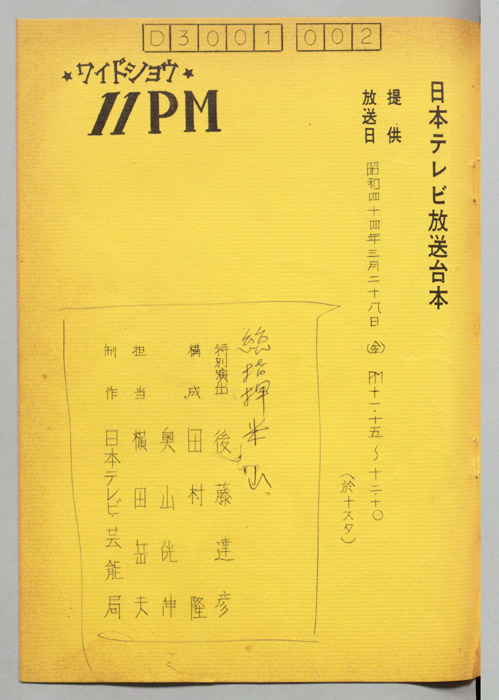 D3001 002
★ワイドショウ★
11PM
日本テレビ放送台本
提供
放送日 昭和四十四年三月二十八日(金) PM十一・十五~十二・十〇
(於十スタ)
総指揮 米山
特別演出 後藤達彦
構成 田村隆
奥山侊伸
担当 横田岳夫
制作 日本テレビ芸能局